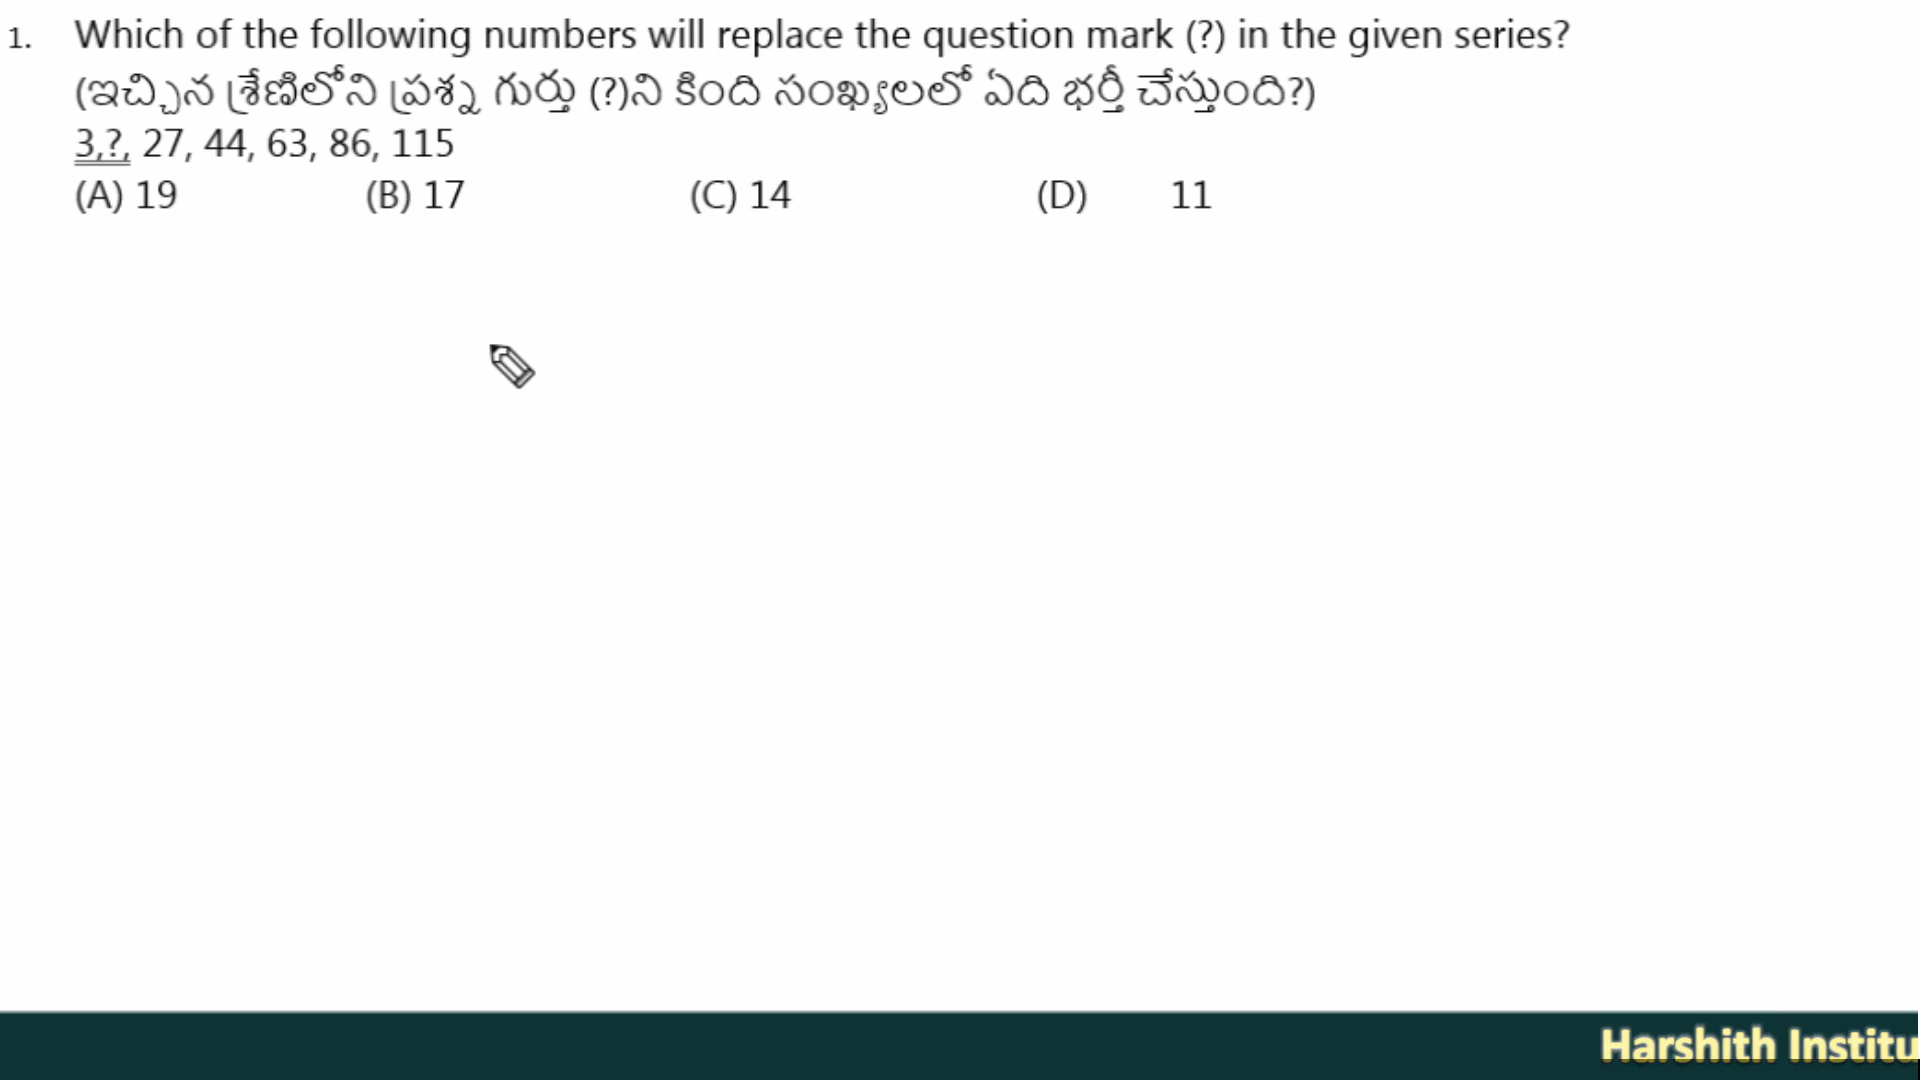 1. Which of the following numbers will replace the question mark (?) in the given series?
(ఇచ్చిన శ్రేణిలోని ప్రశ్న గుర్తు (?)ని కింది సంఖ్యలలో ఏది భర్తీ చేస్తుంది?)
3,?, 27, 44, 63, 86, 115
(A) 19 (B) 17 (C) 14 (D) 11
Harshith Institu